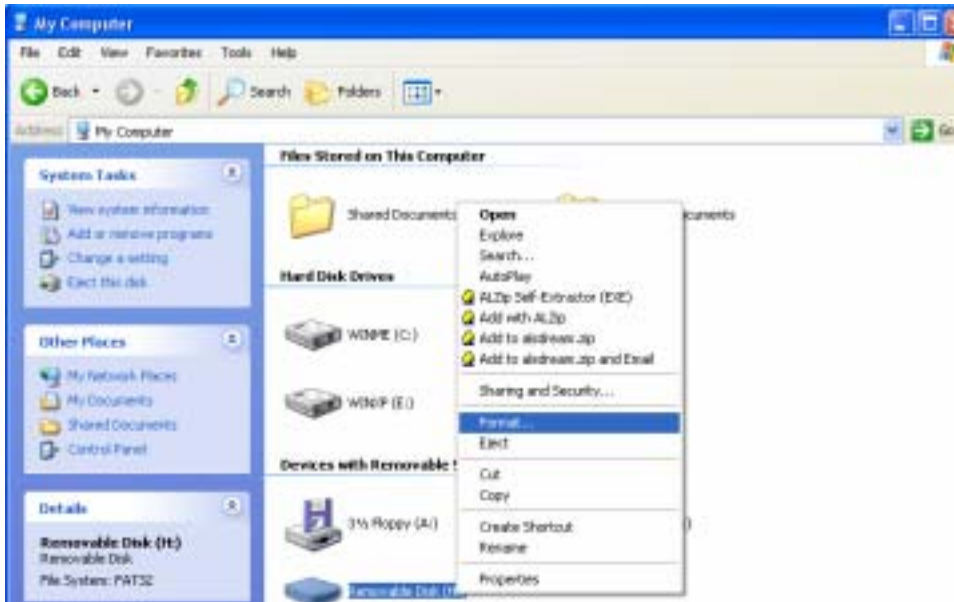 My Computer
File Edit View Favorites Tools Help
Back Search Folders
Address My Computer Go
System Tasks
View system information
Add or remove programs
Change a setting
Eject this disk
Other Places
My Network Places
My Documents
Shared Documents
Control Panel
Details
Removable Disk (H:)
Removable Disk
File System: FAT32
Files Stored on This Computer
Shared Documents
cuments
Hard Disk Drives
WINME (C:)
WINXP (E:)
Devices with Removable
3½ Floppy (A:)
Removable Disk (H:
Open
Explore
Search...
AutoPlay
ALZip Self-Extractor (EXE)
Add with ALZip
Add to alsdream.zip
Add to alsdream.zip and Email
Sharing and Security...
Format...
Eject
Cut
Copy
Create Shortcut
Rename
Properties